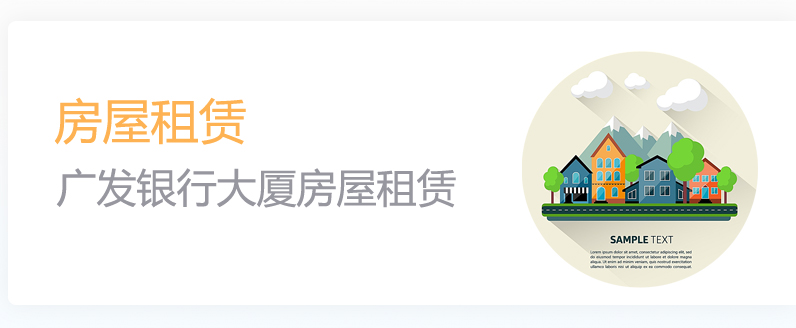 房屋租赁
广发银行大厦房屋租赁
SAMPLE TEXT
Lorem ipsum dolor sit amet, consectetur adipiscing elit, sed
do eiusmod tempor incididunt ut labore et dolore magna
aliqua. Ut enim ad minim veniam, quis nostrud exercitation
ullamco laboris nisi ut aliquip ex ea commodo consequat.